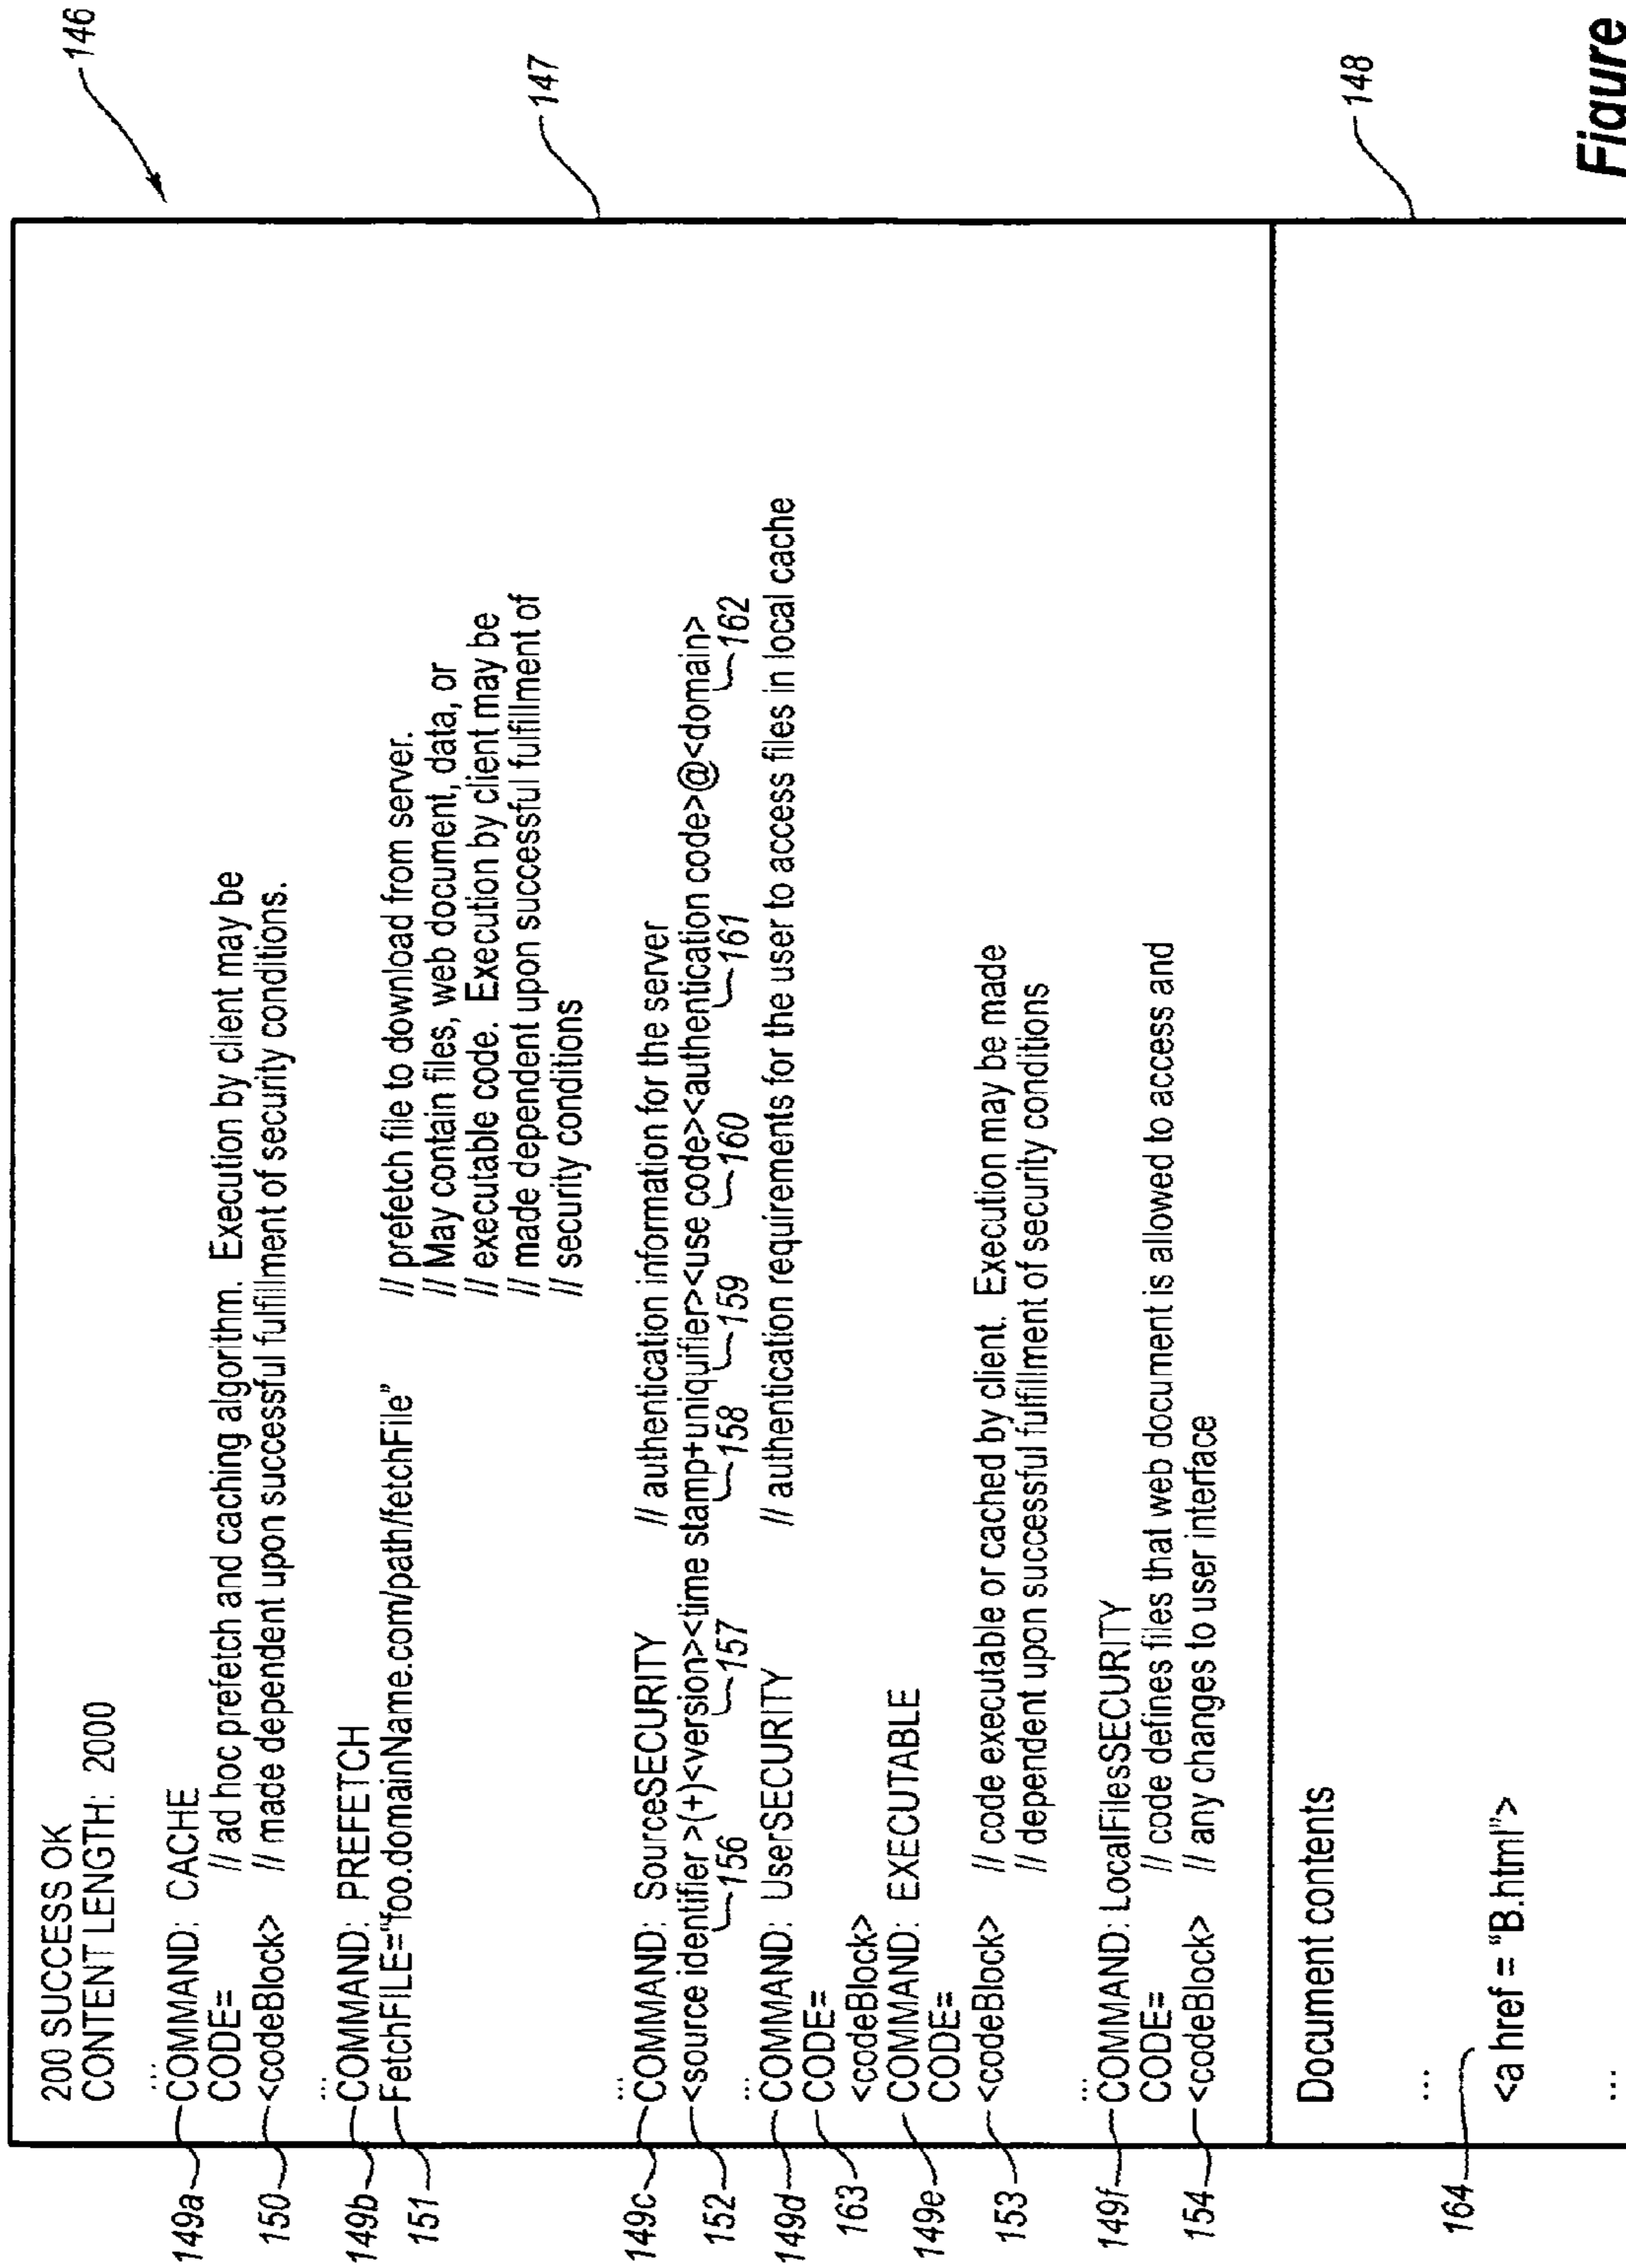 146
200 SUCCESS OK
CONTENT LENGTH: 2000
...
149a COMMAND: CACHE
CODE= // ad hoc prefetch and caching algorithm. Execution by client may be
150 <codeBlock> // made dependent upon successful fulfillment of security conditions.
...
149b COMMAND: PREFETCH
151 FetchFILE="foo.domainName.com/path/fetchFile" // prefetch file to download from server.
// May contain files, web document, data, or
// executable code. Execution by client may be
// made dependent upon successful fulfillment of
// security conditions
147
...
149c COMMAND: SourceSECURITY // authentication information for the server
152 <source identifier >(+)<version><time stamp+uniquifier><use code><authentication code>@<domain>
156 157 158 159 160 161 162
...
149d COMMAND: UserSECURITY // authentication requirements for the user to access files in local cache
163 CODE=
<codeBlock>
149e COMMAND: EXECUTABLE
CODE=
153 <codeBlock> // code executable or cached by client. Execution may be made
// dependent upon successful fulfillment of security conditions
...
149f COMMAND: LocalFilesSECURITY
CODE= // code defines files that web document is allowed to access and
154 <codeBlock> // any changes to user interface
148
Document contents
...
164 <a href = "B.html">
...
Figure